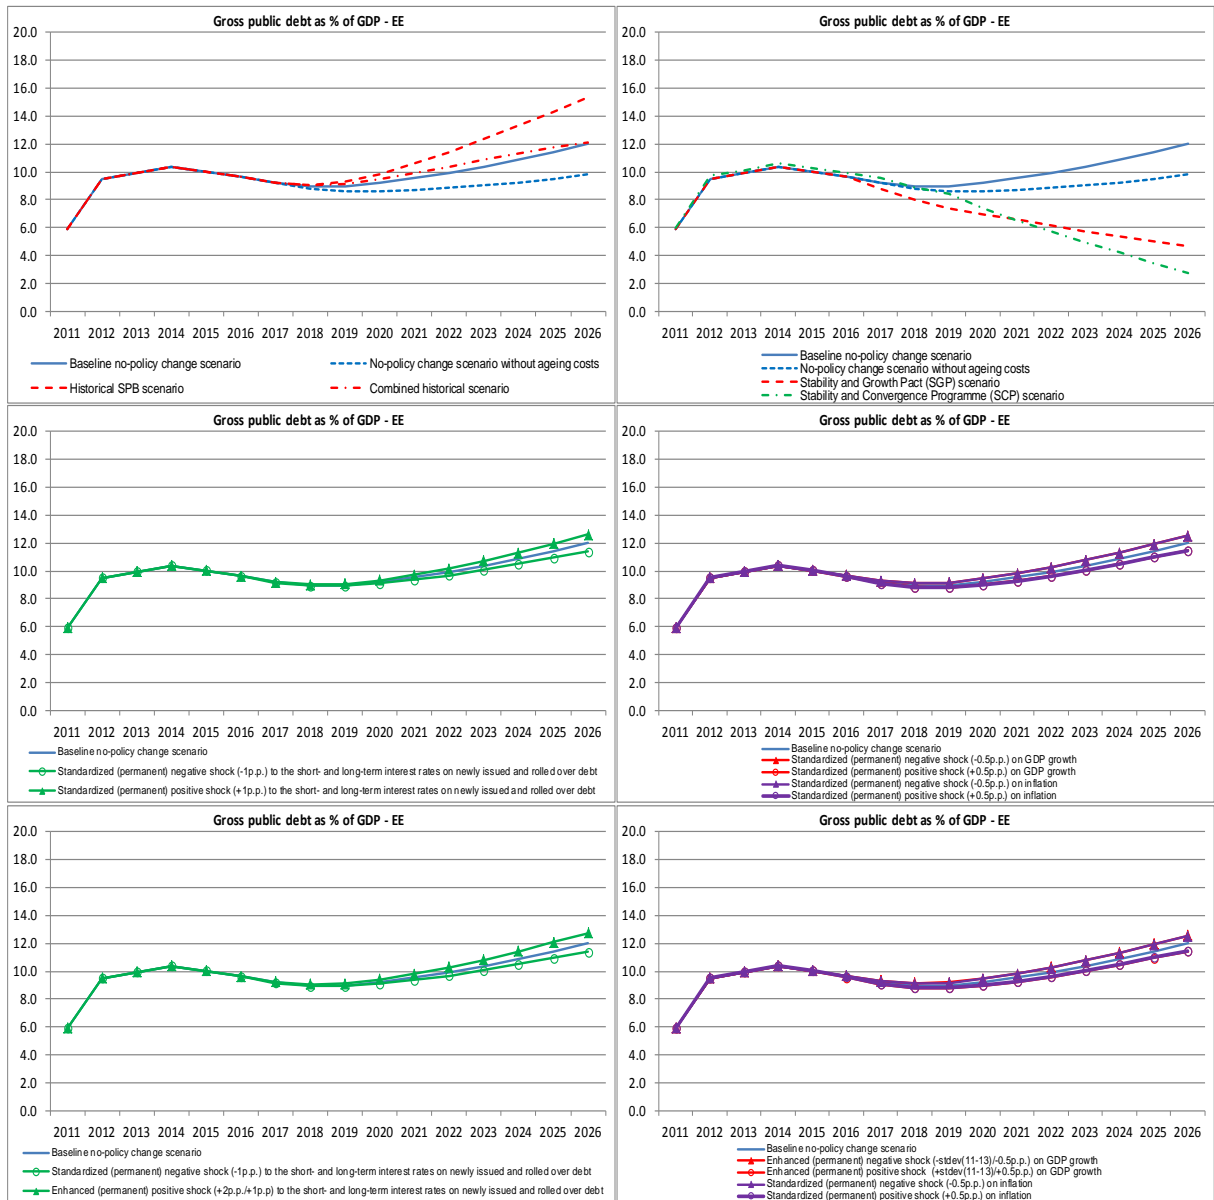 Gross public debt as % of GDP - EE
20.0
18.0
16.0
14.0
12.0
10.0
8.0
6.0
4.0
2.0
0.0
2011 2012 2013 2014 2015 2016 2017 2018 2019 2020 2021 2022 2023 2024 2025 2026
Baseline no-policy change scenario
No-policy change scenario without ageing costs
Historical SPB scenario
Combined historical scenario
Gross public debt as % of GDP - EE
20.0
18.0
16.0
14.0
12.0
10.0
8.0
6.0
4.0
2.0
0.0
2011 2012 2013 2014 2015 2016 2017 2018 2019 2020 2021 2022 2023 2024 2025 2026
Baseline no-policy change scenario
No-policy change scenario without ageing costs
Stability and Growth Pact (SGP) scenario
Stability and Convergence Programme (SCP) scenario
Gross public debt as % of GDP - EE
20.0
18.0
16.0
14.0
12.0
10.0
8.0
6.0
4.0
2.0
0.0
2011 2012 2013 2014 2015 2016 2017 2018 2019 2020 2021 2022 2023 2024 2025 2026
Baseline no-policy change scenario
Standardized (permanent) negative shock (-1p.p.) to the short- and long-term interest rates on newly issued and rolled over debt
Standardized (permanent) positive shock (+1p.p.) to the short- and long-term interest rates on newly issued and rolled over debt
Gross public debt as % of GDP - EE
20.0
18.0
16.0
14.0
12.0
10.0
8.0
6.0
4.0
2.0
0.0
2011 2012 2013 2014 2015 2016 2017 2018 2019 2020 2021 2022 2023 2024 2025 2026
Baseline no-policy change scenario
Standardized (permanent) negative shock (-0.5p.p.) on GDP growth
Standardized (permanent) positive shock (+0.5p.p.) on GDP growth
Standardized (permanent) negative shock (-0.5p.p.) on inflation
Standardized (permanent) positive shock (+0.5p.p.) on inflation
Gross public debt as % of GDP - EE
20.0
18.0
16.0
14.0
12.0
10.0
8.0
6.0
4.0
2.0
0.0
2011 2012 2013 2014 2015 2016 2017 2018 2019 2020 2021 2022 2023 2024 2025 2026
Baseline no-policy change scenario
Standardized (permanent) negative shock (-1p.p.) to the short- and long-term interest rates on newly issued and rolled over debt
Enhanced (permanent) positive shock (+2p.p./+1p.p) to the short- and long-term interest rates on newly issued and rolled over debt
Gross public debt as % of GDP - EE
20.0
18.0
16.0
14.0
12.0
10.0
8.0
6.0
4.0
2.0
0.0
2011 2012 2013 2014 2015 2016 2017 2018 2019 2020 2021 2022 2023 2024 2025 2026
Baseline no-policy change scenario
Enhanced (permanent) negative shock (-stdev(11-13)/-0.5p.p.) on GDP growth
Enhanced (permanent) positive shock (+stdev(11-13)/+0.5p.p.) on GDP growth
Standardized (permanent) negative shock (-0.5p.p.) on inflation
Standardized (permanent) positive shock (+0.5p.p.) on inflation